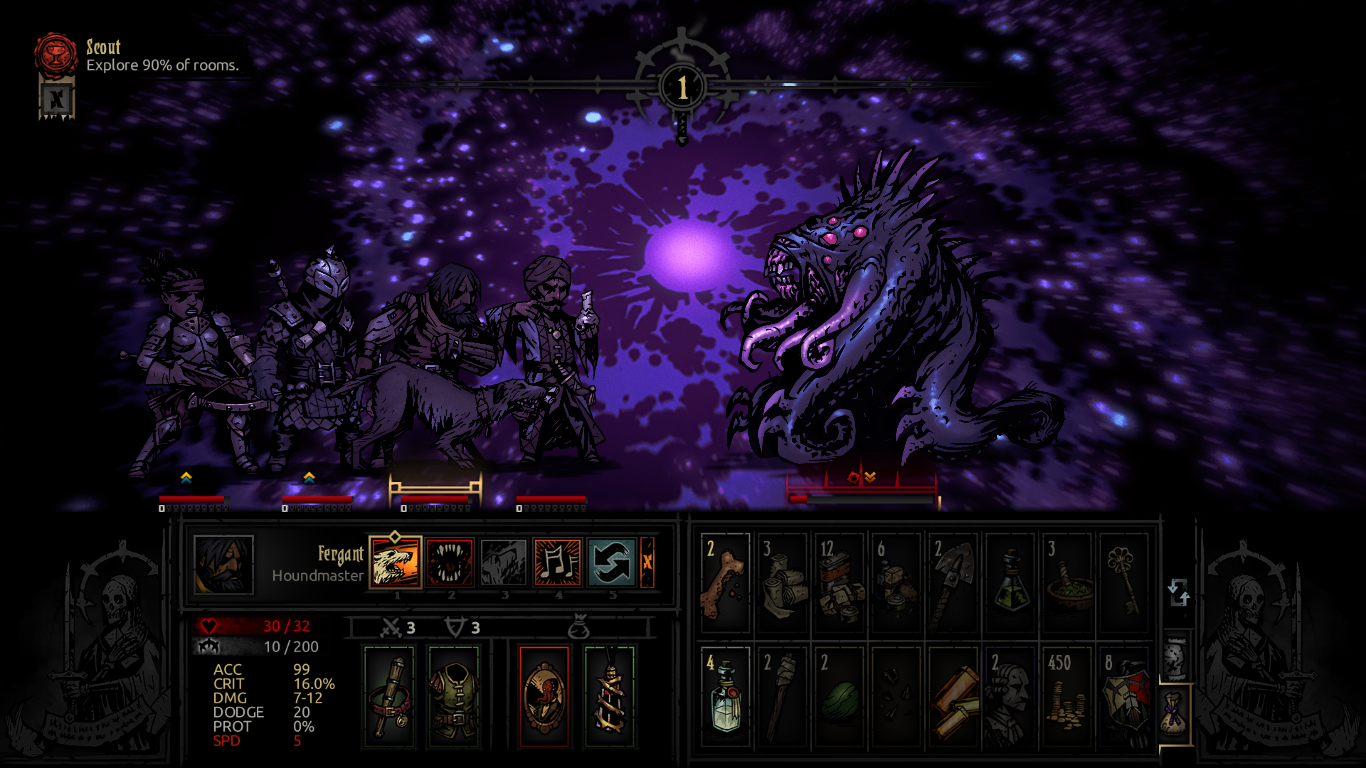 Scout
Explore 90% of rooms.
1
Fergant
Houndmaster
1 2 3 4 5
30/32
10/200
3 3
ACC 99
CRIT 16.0%
DMG 7-12
DODGE 20
PROT 0%
SPD 5
2 3 12 6 2 3
4 2 2 2 450 8